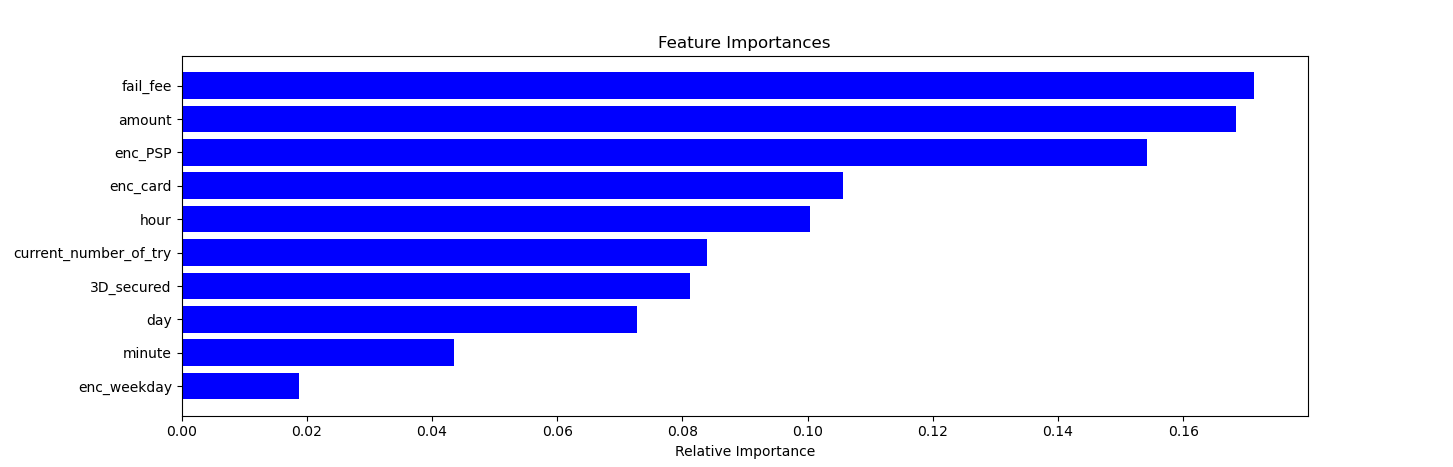 Feature Importances
fail_fee
amount
enc_PSP
enc_card
hour
current_number_of_try
3D_secured
day
minute
enc_weekday
0.00 0.02 0.04 0.06 0.08 0.10 0.12 0.14 0.16
Relative Importance